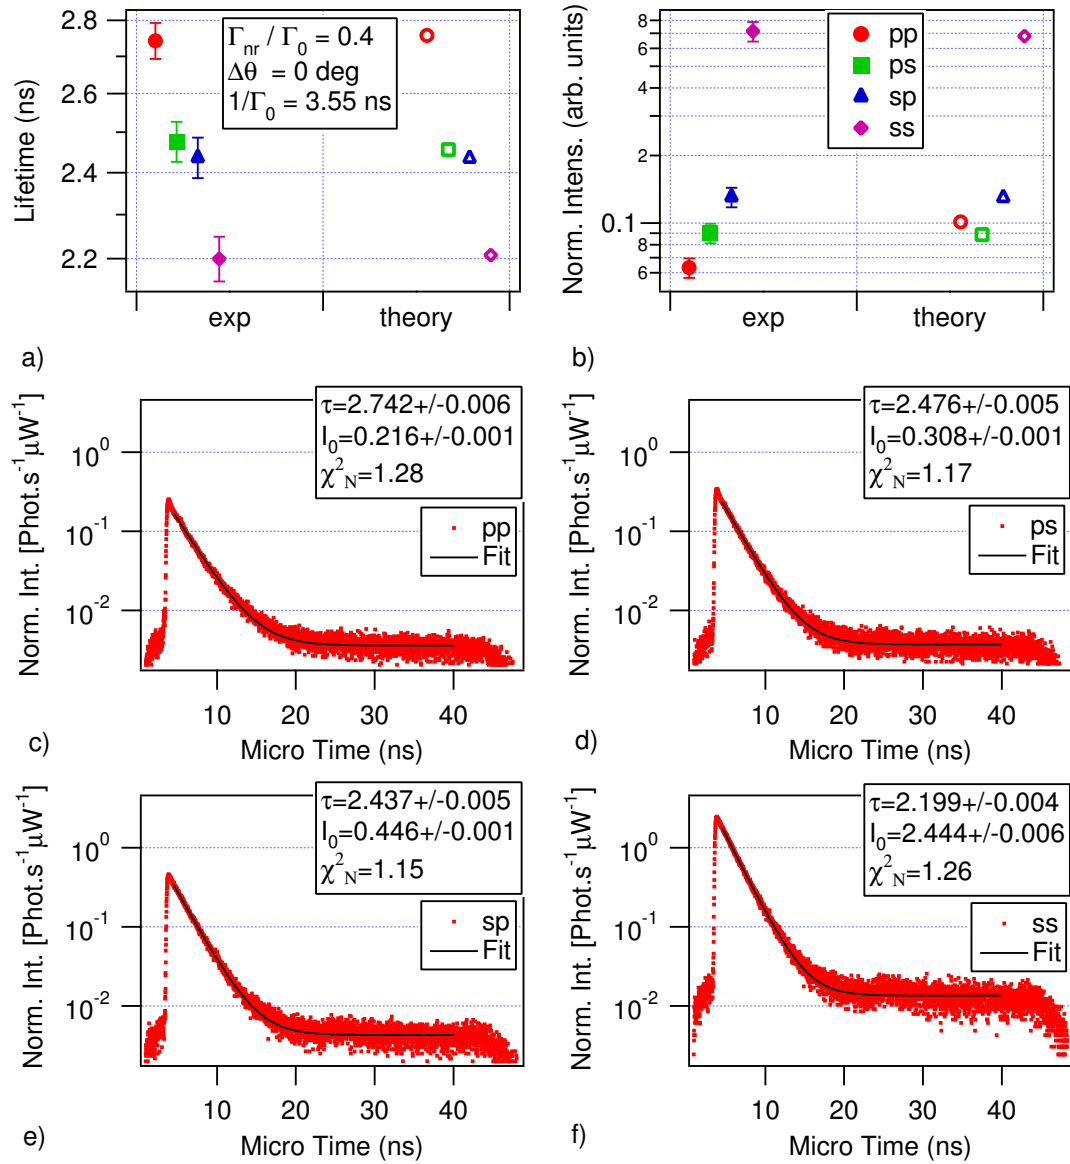 2.8
2.6
2.4
2.2
Lifetime (ns)
Γnr / Γ0 = 0.4
Δθ = 0 deg
1/Γ0 = 3.55 ns
exp
theory
a)
8
6
4
2
0.1
8
6
Norm. Intens. (arb. units)
pp
ps
sp
ss
exp
theory
b)
τ=2.742+/-0.006
I0=0.216+/-0.001
χ²N=1.28
pp
Fit
10⁰
10⁻¹
10⁻²
Norm. Int. [Phot.s⁻¹μW⁻¹]
10
20
30
40
Micro Time (ns)
c)
τ=2.476+/-0.005
I0=0.308+/-0.001
χ²N=1.17
ps
Fit
10⁰
10⁻¹
10⁻²
Norm. Int. [Phot.s⁻¹μW⁻¹]
10
20
30
40
Micro Time (ns)
d)
τ=2.437+/-0.005
I0=0.446+/-0.001
χ²N=1.15
sp
Fit
10⁰
10⁻¹
10⁻²
Norm. Int. [Phot.s⁻¹μW⁻¹]
10
20
30
40
Micro Time (ns)
e)
τ=2.199+/-0.004
I0=2.444+/-0.006
χ²N=1.26
ss
Fit
10⁰
10⁻¹
10⁻²
Norm. Int. [Phot.s⁻¹μW⁻¹]
10
20
30
40
Micro Time (ns)
f)